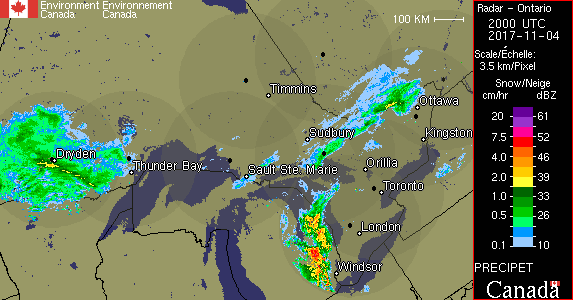 Environment Environnement
Canada Canada
100 KM
Timmins
Ottawa
Sudbury
Kingston
Dryden
Thunder Bay
Sault Ste. Marie
Orillia
Toronto
London
Windsor
Radar - Ontario
2000 UTC
2017-11-04
Scale/Échelle:
3.5 km/Pixel
Snow/Neige
cm/hr dBZ
20 61
7.5 52
4.0 46
2.0 39
1.0 33
0.5 26
0.1 10
PRECIPET
Canada